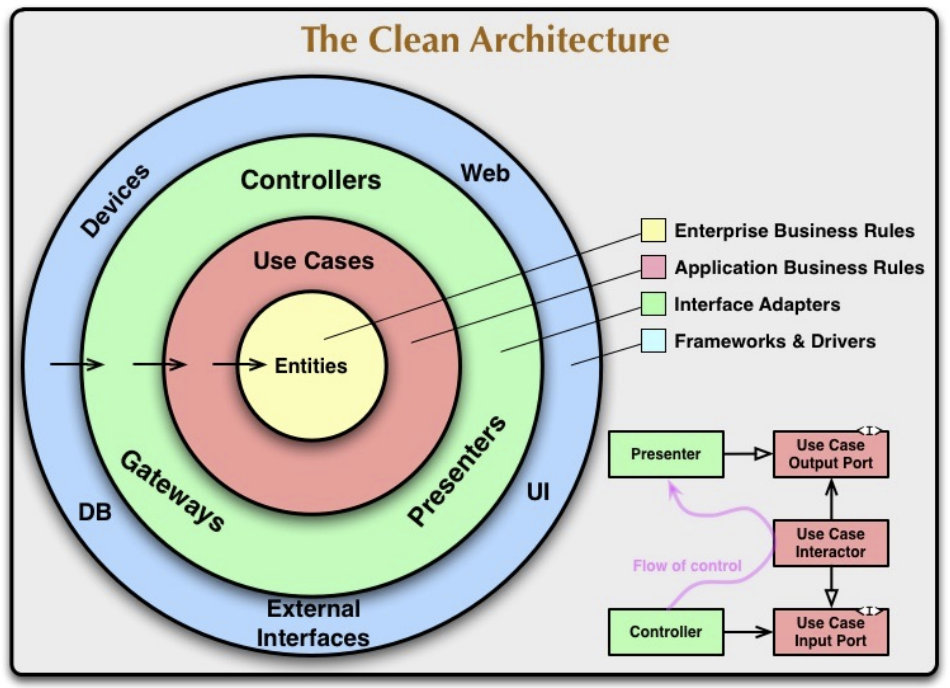 The Clean Architecture
Devices
Web
Controllers
Use Cases
Entities
Gateways
Presenters
DB
UI
External
Interfaces
Enterprise Business Rules
Application Business Rules
Interface Adapters
Frameworks & Drivers
Presenter
<I>
Use Case
Output Port
Flow of control
Use Case
Interactor
Controller
<I>
Use Case
Input Port